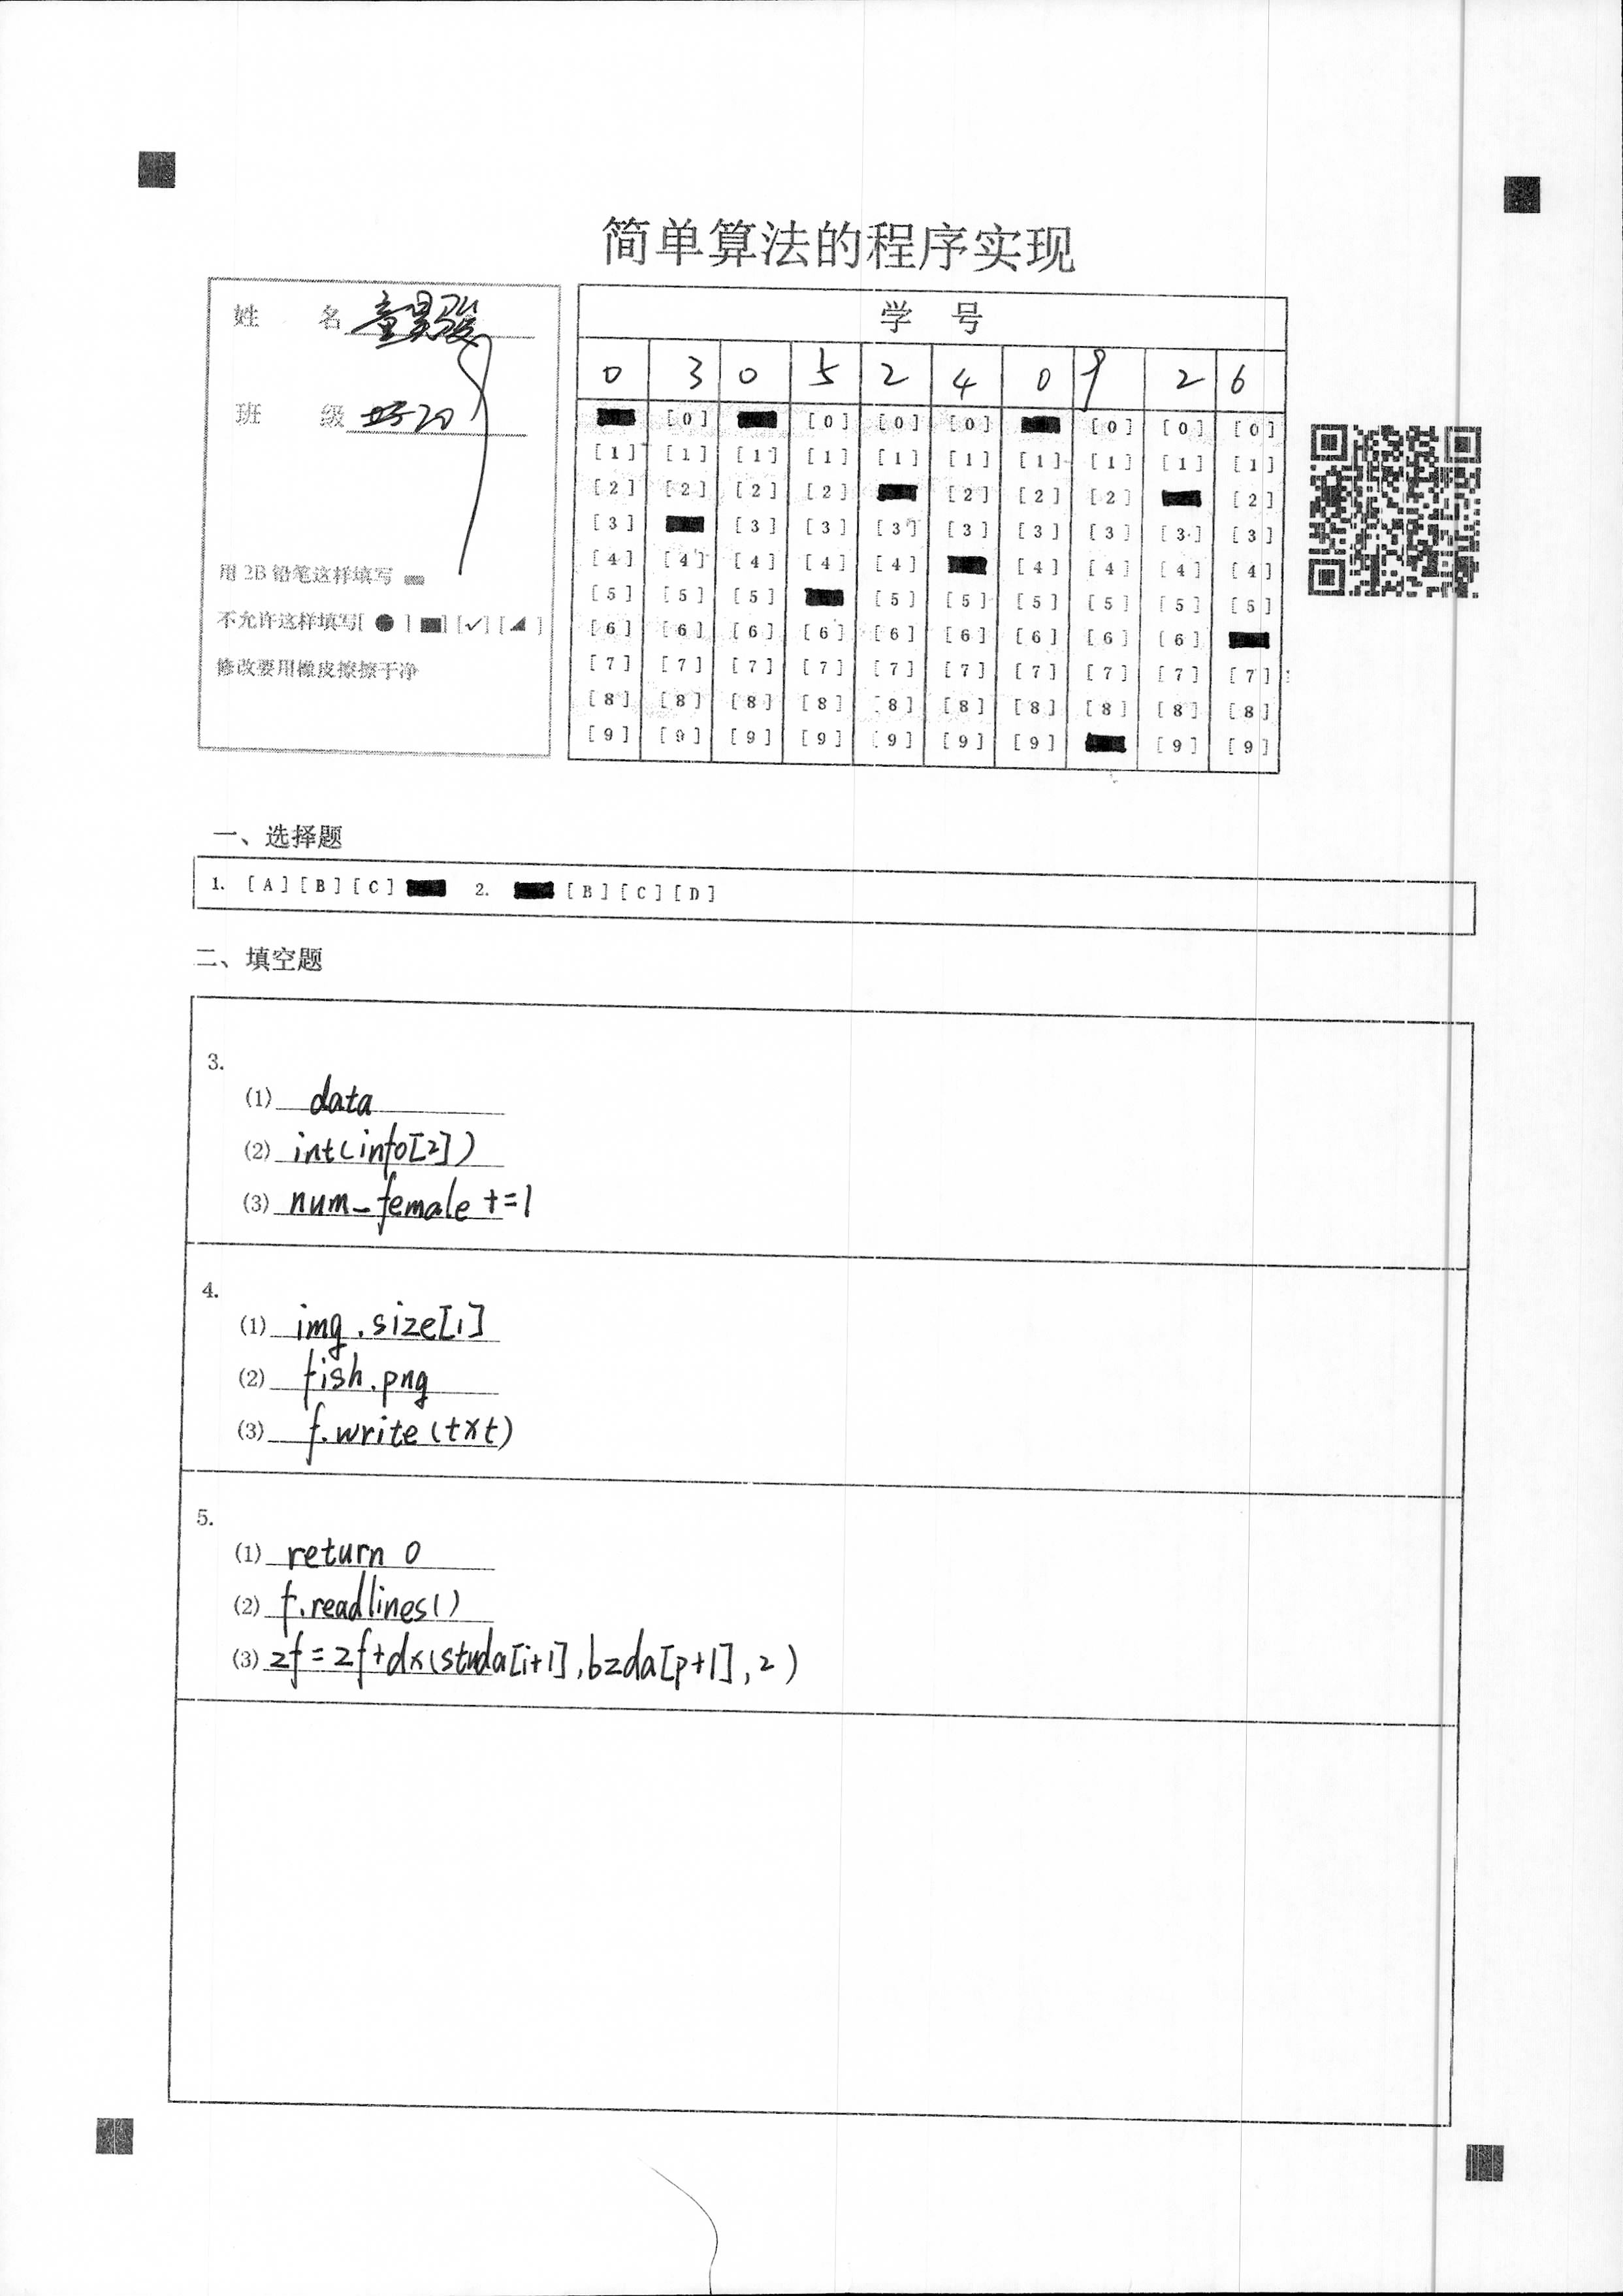 简单算法的程序实现
姓 名 童昊骏
班 级
用 2B 铅笔这样填写
不允许这样填写[ ● ] [■] [✓] [◢ ]
修改要用橡皮擦擦干净
学 号
0 3 0 5 2 4 0 9 2 6
[0] [0] [0] [0] [0] [0]
[1] [1] [1] [1] [1] [1] [1] [1] [1] [1]
[2] [2] [2] [2] [2] [2] [2] [2]
[3] [3] [3] [3] [3] [3] [3] [3] [3]
[4] [4] [4] [4] [4] [4] [4] [4] [4]
[5] [5] [5] [5] [5] [5] [5] [5] [5]
[6] [6] [6] [6] [6] [6] [6] [6] [6]
[7] [7] [7] [7] [7] [7] [7] [7] [7] [7]
[8] [8] [8] [8] [8] [8] [8] [8] [8] [8]
[9] [9] [9] [9] [9] [9] [9] [9] [9]
一、选择题
1. [A] [B] [C] 2. [B] [C] [D]
二、填空题
3.
(1) data
(2) int(info[2])
(3) num_female+=1
4.
(1) img.size[1]
(2) fish.png
(3) f.write(txt)
5.
(1) return 0
(2) f.readlines()
(3) zf=zf+dx(studa[i+1],bzda[p+1],2)